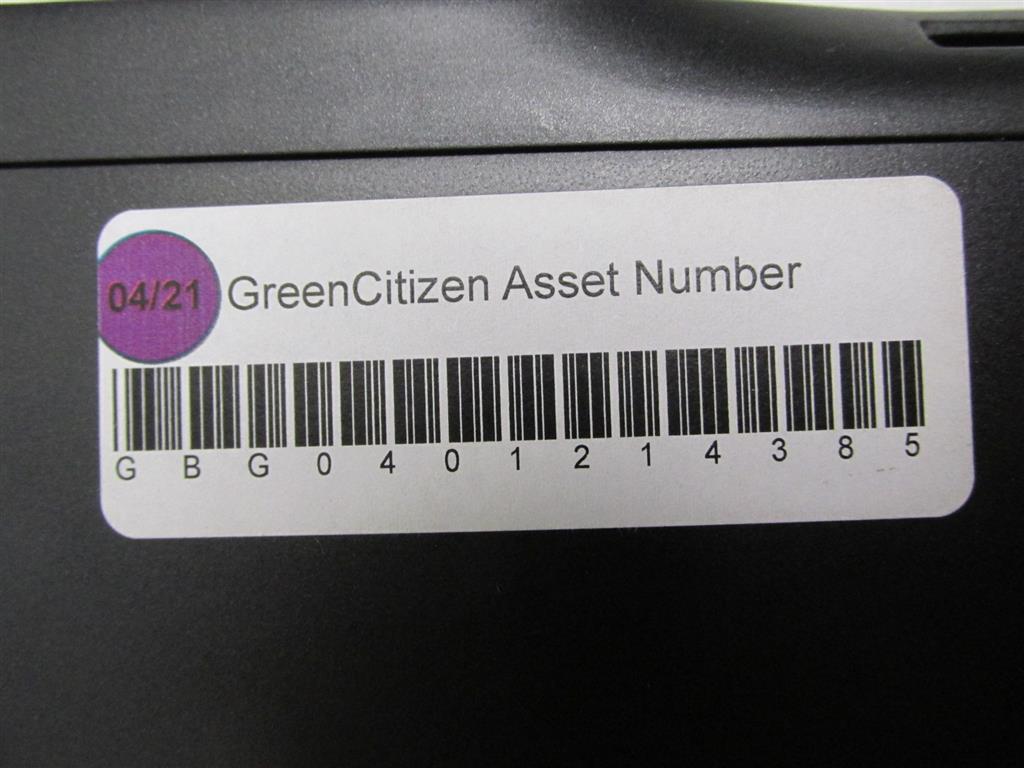 04/21 GreenCitizen Asset Number
G B G 0 4 0 1 2 1 4 3 8 5